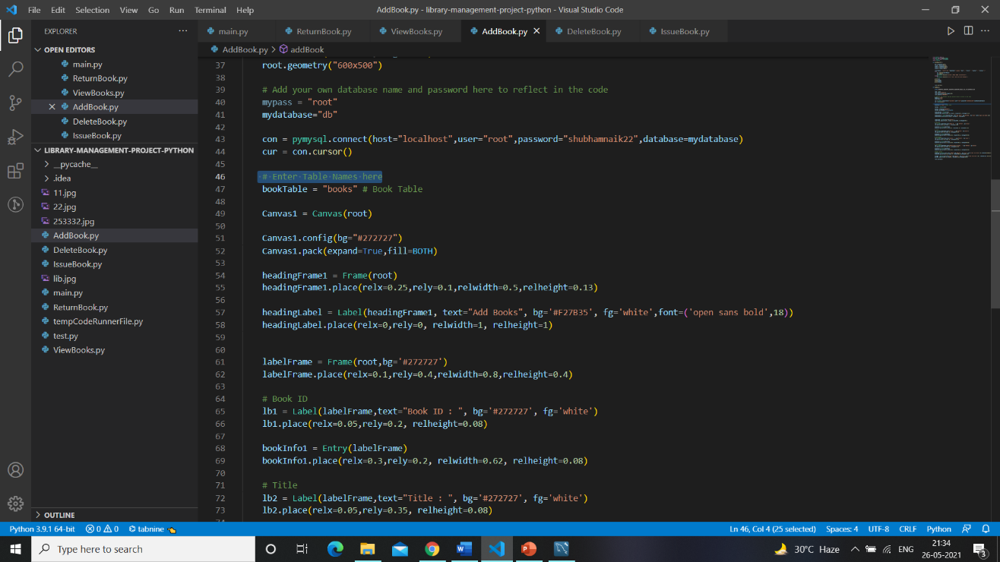 File Edit Selection View Go Run Terminal Help
AddBook.py - library-management-project-python - Visual Studio Code
EXPLORER
OPEN EDITORS
main.py
ReturnBook.py
ViewBooks.py
AddBook.py
DeleteBook.py
IssueBook.py
LIBRARY-MANAGEMENT-PROJECT-PYTHON
__pycache__
.idea
11.jpg
22.jpg
253332.jpg
AddBook.py
DeleteBook.py
IssueBook.py
lib.jpg
main.py
ReturnBook.py
tempCodeRunnerFile.py
test.py
ViewBooks.py
OUTLINE
main.py ReturnBook.py ViewBooks.py AddBook.py DeleteBook.py IssueBook.py
AddBook.py > addBook
37 root.geometry("600x500")
38
39 # Add your own database name and password here to reflect in the code
40 mypass = "root"
41 mydatabase="db"
42
43 con = pymysql.connect(host="localhost",user="root",password="shubhamnaik22",database=mydatabase)
44 cur = con.cursor()
45
46 # Enter Table Names here
47 bookTable = "books" # Book Table
48
49 Canvas1 = Canvas(root)
50
51 Canvas1.config(bg="#272727")
52 Canvas1.pack(expand=True,fill=BOTH)
53
54 headingFrame1 = Frame(root)
55 headingFrame1.place(relx=0.25,rely=0.1,relwidth=0.5,relheight=0.13)
56
57 headingLabel = Label(headingFrame1, text="Add Books", bg='#F27B35', fg='white',font=('open sans bold',18))
58 headingLabel.place(relx=0,rely=0, relwidth=1, relheight=1)
59
60
61 labelFrame = Frame(root,bg='#272727')
62 labelFrame.place(relx=0.1,rely=0.4,relwidth=0.8,relheight=0.4)
63
64 # Book ID
65 lb1 = Label(labelFrame,text="Book ID : ", bg='#272727', fg='white')
66 lb1.place(relx=0.05,rely=0.2, relheight=0.08)
67
68 bookInfo1 = Entry(labelFrame)
69 bookInfo1.place(relx=0.3,rely=0.2, relwidth=0.62, relheight=0.08)
70
71 # Title
72 lb2 = Label(labelFrame,text="Title : ", bg='#272727', fg='white')
73 lb2.place(relx=0.05,rely=0.35, relheight=0.08)
Python 3.9.1 64-bit 0 0 tabnine Ln 46, Col 4 (25 selected) Spaces: 4 UTF-8 CRLF Python
Type here to search
30°C Haze ENG
21:34
26-05-2021
3